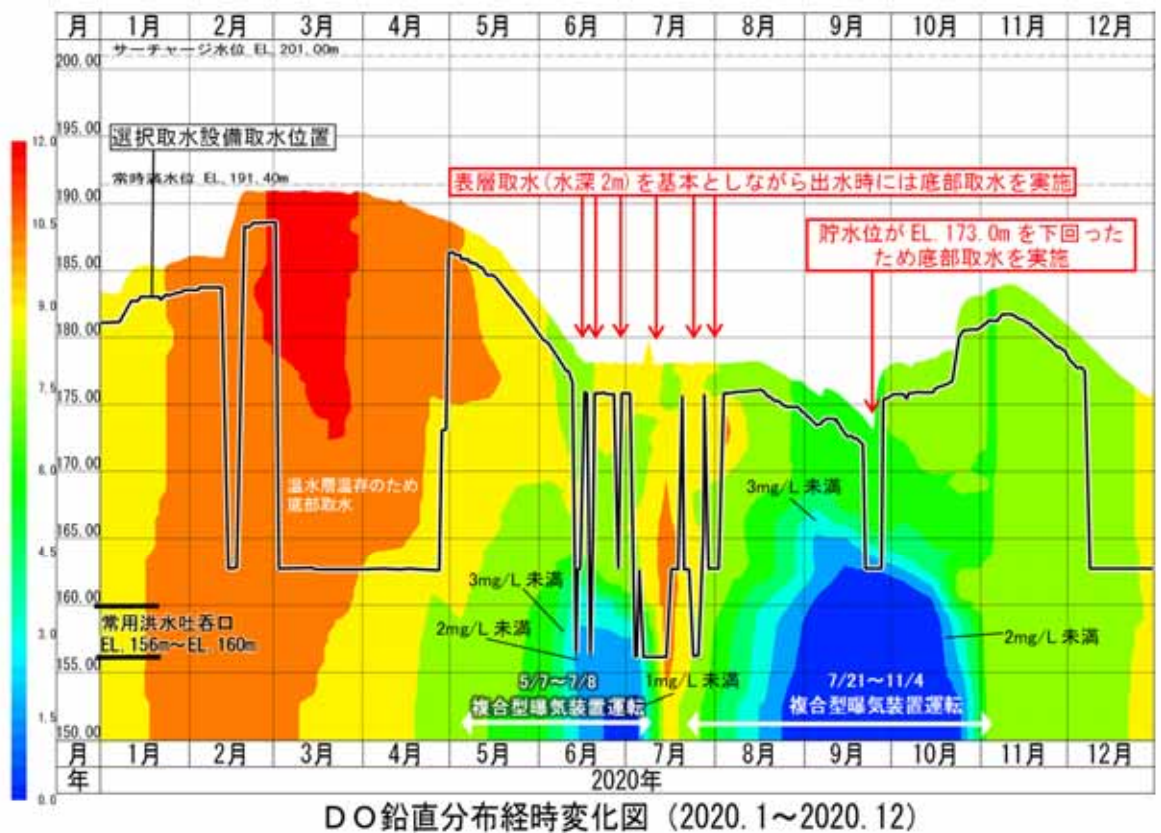 月 1月 2月 3月 4月 5月 6月 7月 8月 9月 10月 11月 12月
サーチャージ水位 EL.201.00m
200.00
195.00
選択取水設備取水位置
常時満水位 EL.191.40m
190.00
表層取水(水深2m)を基本としながら出水時には底部取水を実施
貯水位が EL.173.0m を下回った
ため底部取水を実施
185.00
180.00
175.00
170.00
温水層温存のため
底部取水
3mg/L 未満
165.00
160.00
3mg/L 未満
常用洪水吐呑口
EL.156m～EL.160m
2mg/L 未満
2mg/L 未満
155.00
1mg/L 未満
5/7～7/8
複合型曝気装置運転
7/21～11/4
複合型曝気装置運転
150.00
12.0
10.5
9.0
7.5
6.0
4.5
3.0
1.5
0.0
月 1月 2月 3月 4月 5月 6月 7月 8月 9月 10月 11月 12月
年 2020年
DO鉛直分布経時変化図 (2020.1～2020.12)